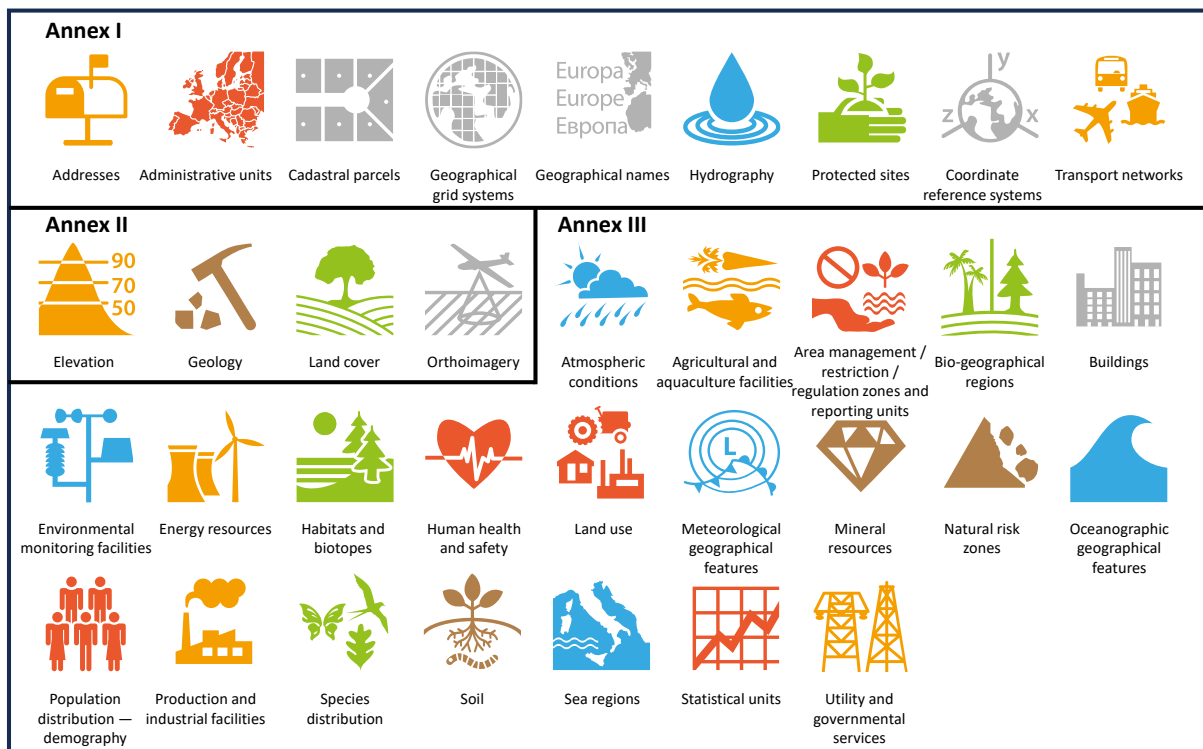 Annex I
Europa
Europe
Европа
y
z
x
Addresses
Administrative units
Cadastral parcels
Geographical
grid systems
Geographical names
Hydrography
Protected sites
Coordinate
reference systems
Transport networks
Annex II
90
70
50
Elevation
Geology
Land cover
Orthoimagery
Annex III
Atmospheric
conditions
Agricultural and
aquaculture facilities
Area management /
restriction /
regulation zones and
reporting units
Bio-geographical
regions
Buildings
L
Environmental
monitoring facilities
Energy resources
Habitats and
biotopes
Human health
and safety
Land use
Meteorological
geographical
features
Mineral
resources
Natural risk
zones
Oceanographic
geographical
features
Population
distribution —
demography
Production and
industrial facilities
Species
distribution
Soil
Sea regions
Statistical units
Utility and
governmental
services